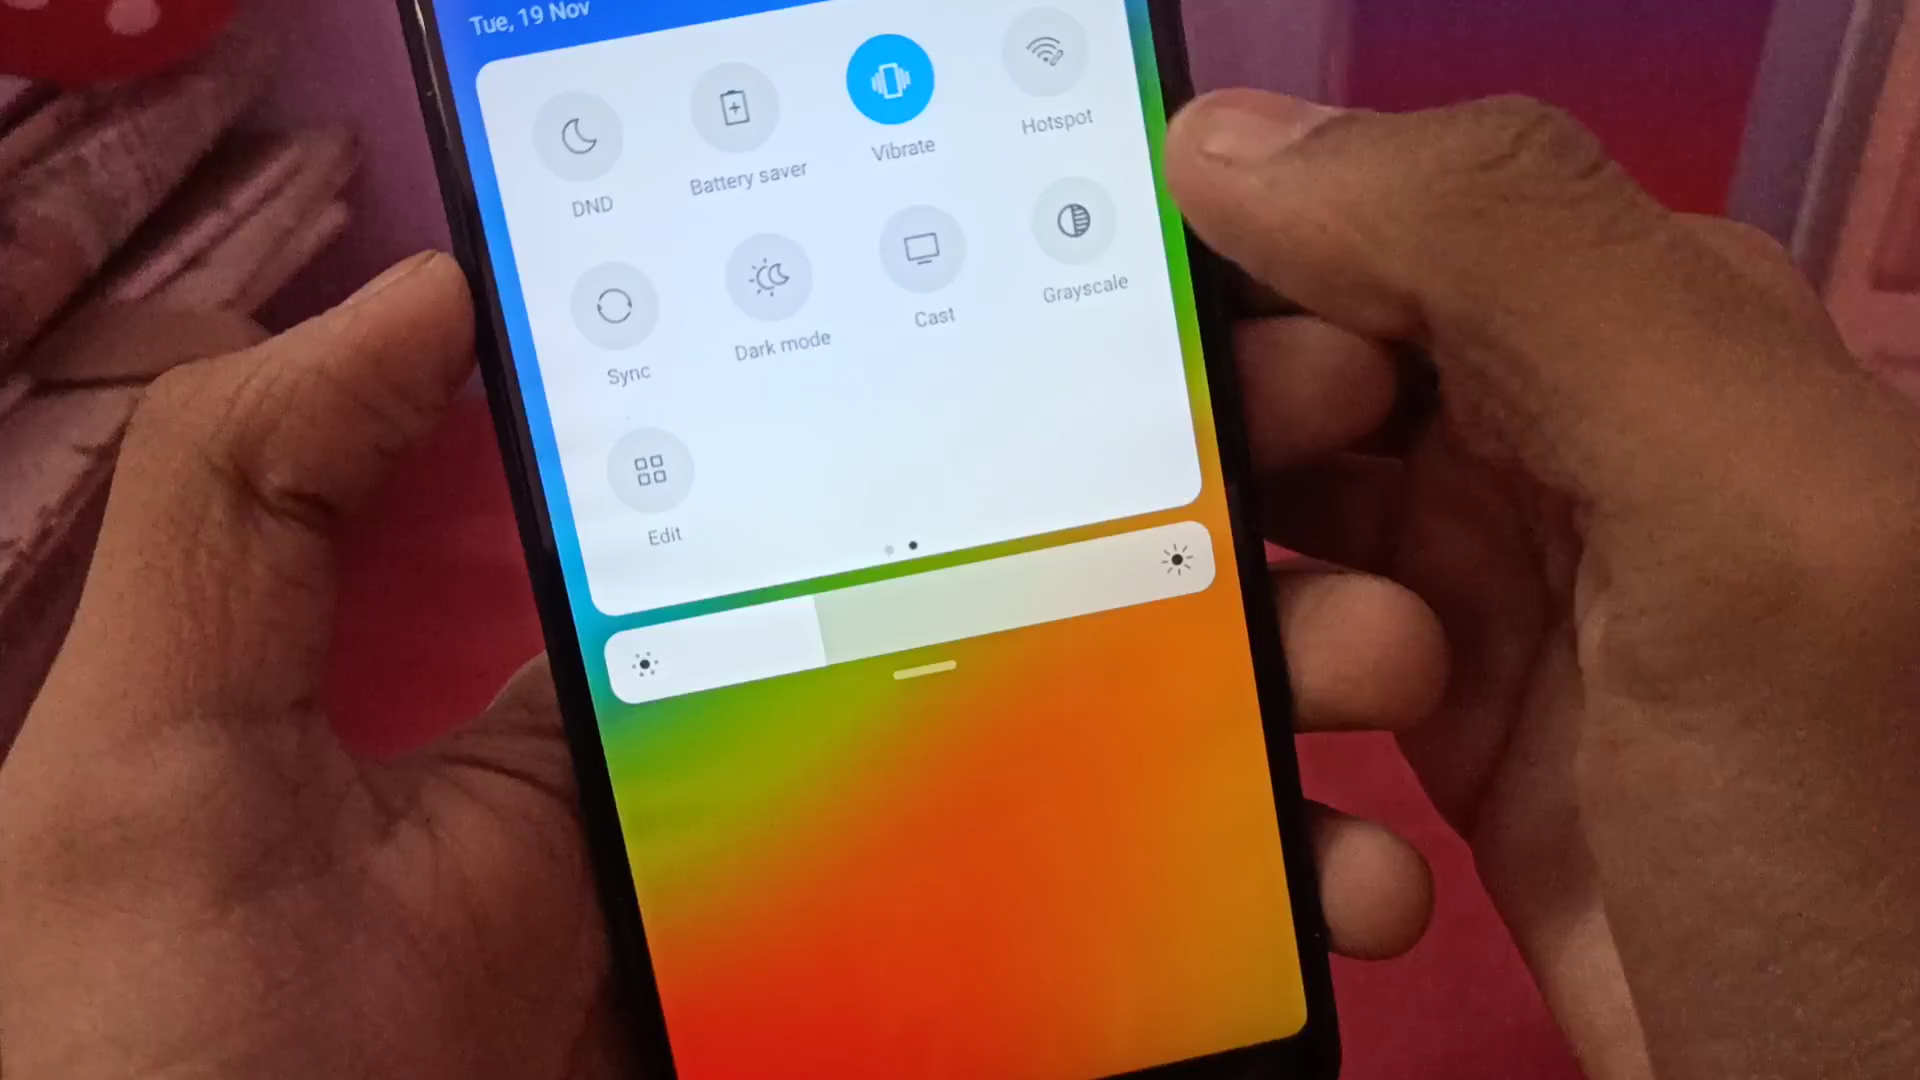 Tue, 19 Nov
DND
Battery saver
Vibrate
Hotspot
Sync
Dark mode
Cast
Grayscale
Edit